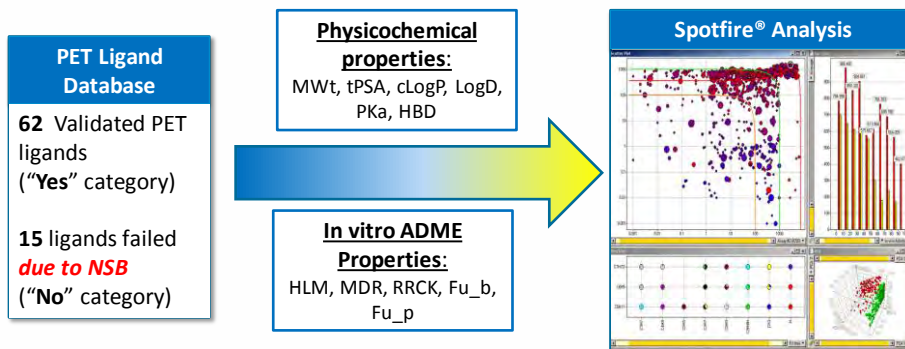 PET Ligand
Database
62 Validated PET
ligands
(“Yes” category)
15 ligands failed
due to NSB
(“No” category)
Physicochemical
properties:
MWt, tPSA, cLogP, LogD,
PKa, HBD
In vitro ADME
Properties:
HLM, MDR, RRCK, Fu_b,
Fu_p
Spotfire® Analysis